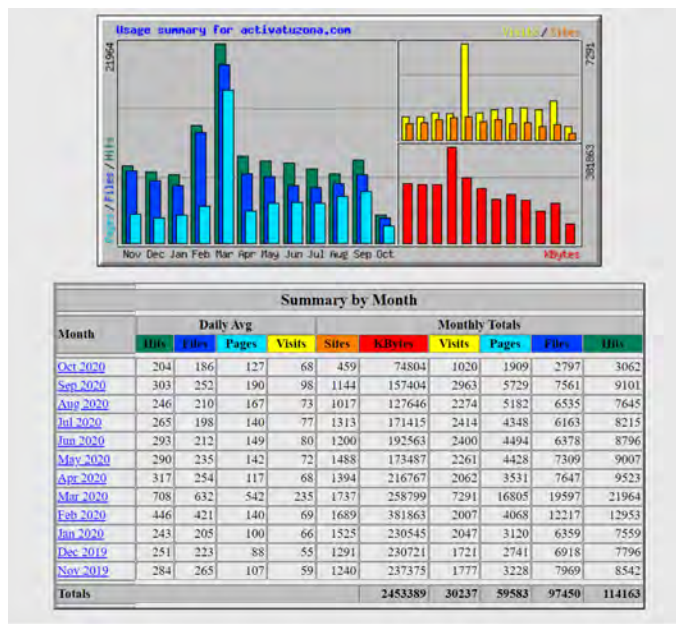 Usage summary for activatuzona.com
Visits/Sites
21964
7291
Pages/Files/Hits
381863
Nov Dec Jan Feb Mar Apr May Jun Jul Aug Sep Oct
KBytes
Summary by Month
Month Daily Avg Monthly Totals
Hits Files Pages Visits Sites KBytes Visits Pages Files Hits
Oct 2020 204 186 127 68 459 74804 1020 1909 2797 3062
Sep 2020 303 252 190 98 1144 157404 2963 5729 7561 9101
Aug 2020 246 210 167 73 1017 127646 2274 5182 6535 7645
Jul 2020 265 198 140 77 1313 171415 2414 4348 6163 8215
Jun 2020 293 212 149 80 1200 192563 2400 4494 6378 8796
May 2020 290 235 142 72 1488 173487 2261 4428 7309 9007
Apr 2020 317 254 117 68 1394 216767 2062 3531 7647 9523
Mar 2020 708 632 542 235 1737 258799 7291 16805 19597 21964
Feb 2020 446 421 140 69 1689 381863 2007 4068 12217 12953
Jan 2020 243 205 100 66 1525 230545 2047 3120 6359 7559
Dec 2019 251 223 88 55 1291 230721 1721 2741 6918 7796
Nov 2019 284 265 107 59 1240 237375 1777 3228 7969 8542
Totals 2453389 30237 59583 97450 114163